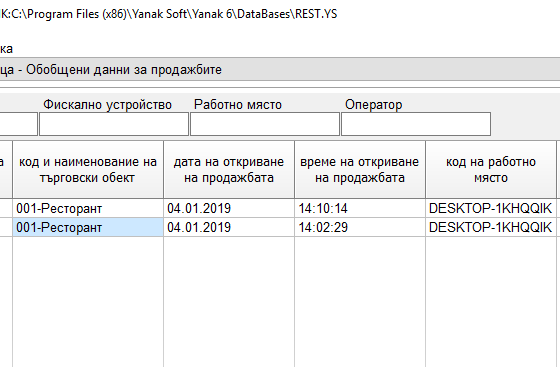 K:C:\Program Files (x86)\Yanak Soft\Yanak 6\DataBases\REST.YS
ка
ца - Обобщени данни за продажбите
Фискално устройство Работно място Оператор
а код и наименование на търговски обект дата на откриване на продажбата време на откриване на продажбата код на работно място
001-Ресторант 04.01.2019 14:10:14 DESKTOP-1KHQQIK
001-Ресторант 04.01.2019 14:02:29 DESKTOP-1KHQQIK